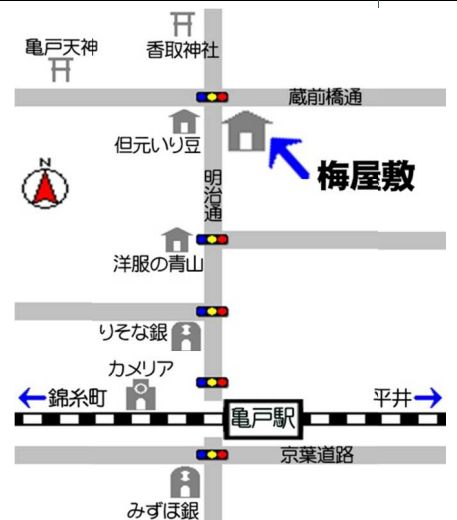 亀戸天神
香取神社
蔵前橋通
但元いり豆
梅屋敷
N
明治通
洋服の青山
りそな銀
カメリア
錦糸町
平井
亀戸駅
京葉道路
みずほ銀